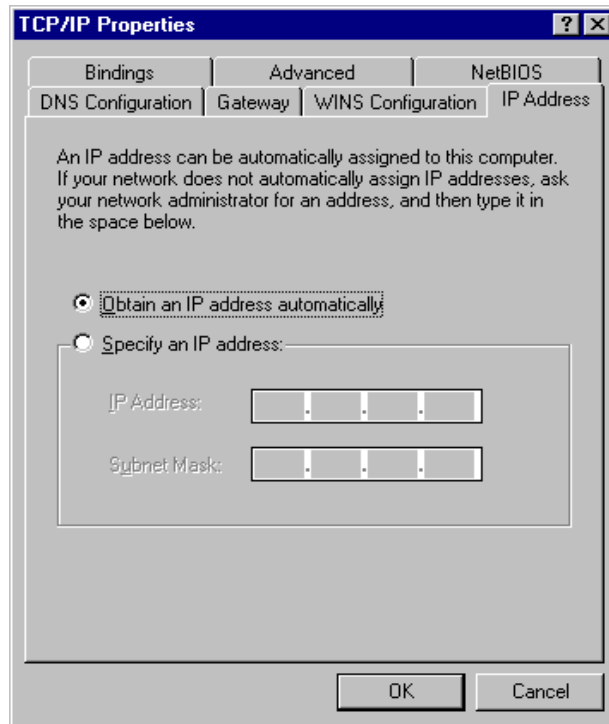 TCP/IP Properties
Bindings
Advanced
NetBIOS
DNS Configuration
Gateway
WINS Configuration
IP Address
An IP address can be automatically assigned to this computer.
If your network does not automatically assign IP addresses, ask
your network administrator for an address, and then type it in
the space below.
Obtain an IP address automatically
Specify an IP address:
IP Address:
. . .
Subnet Mask:
. . .
OK
Cancel